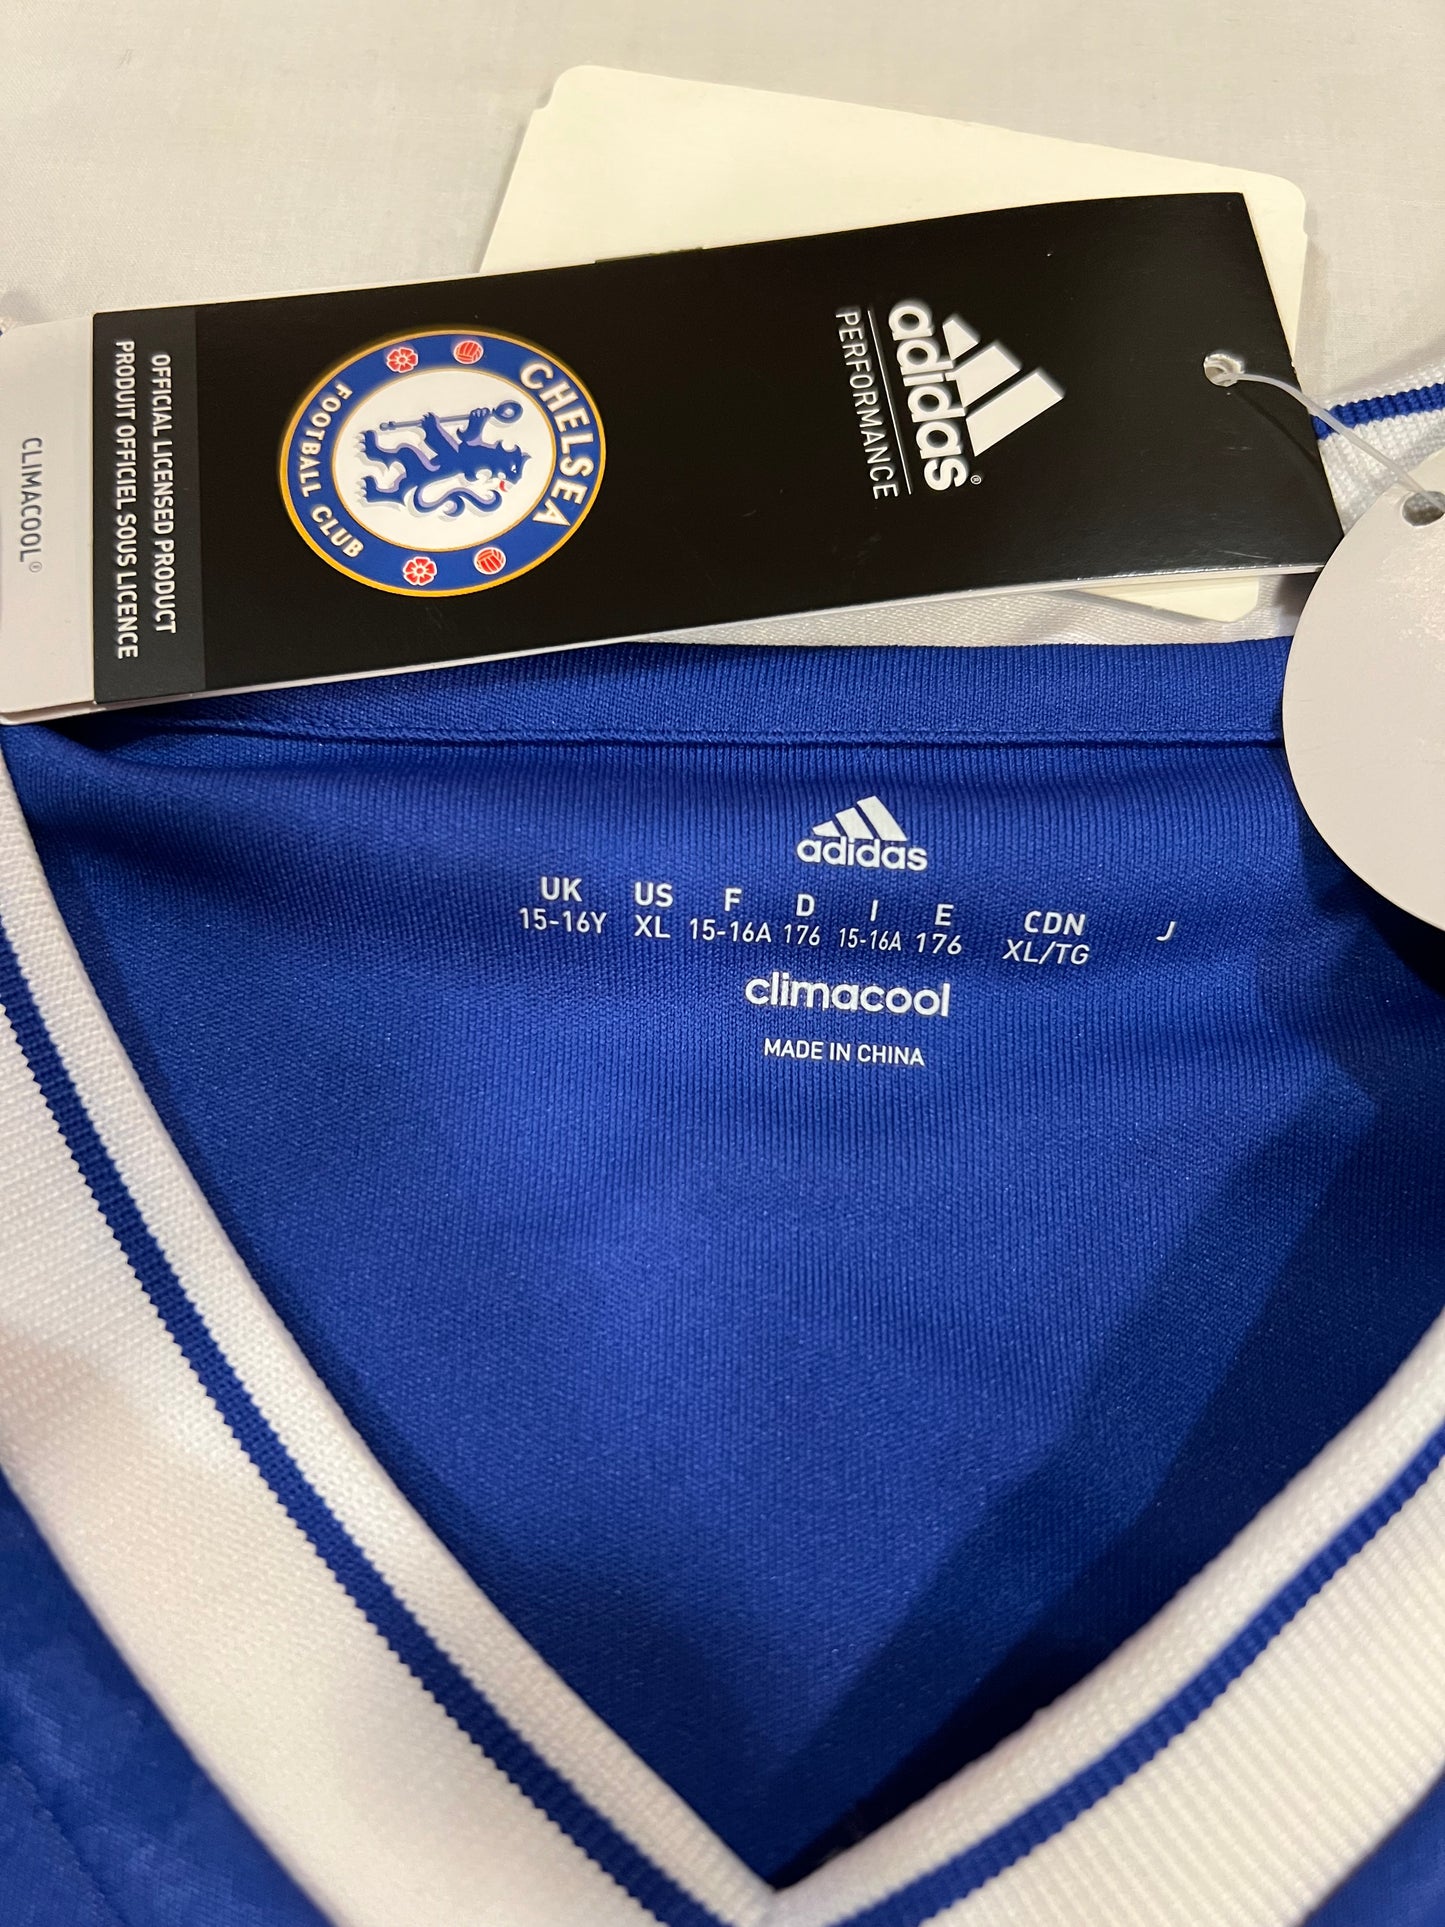 CLIMACOOL®
OFFICIAL LICENSED PRODUCT
PRODUIT OFFICIEL SOUS LICENCE
CHELSEA
FOOTBALL CLUB
adidas®
PERFORMANCE
adidas
UK US F D I E CDN J
15-16Y XL 15-16A 176 15-16A 176 XL/TG
climacool
MADE IN CHINA